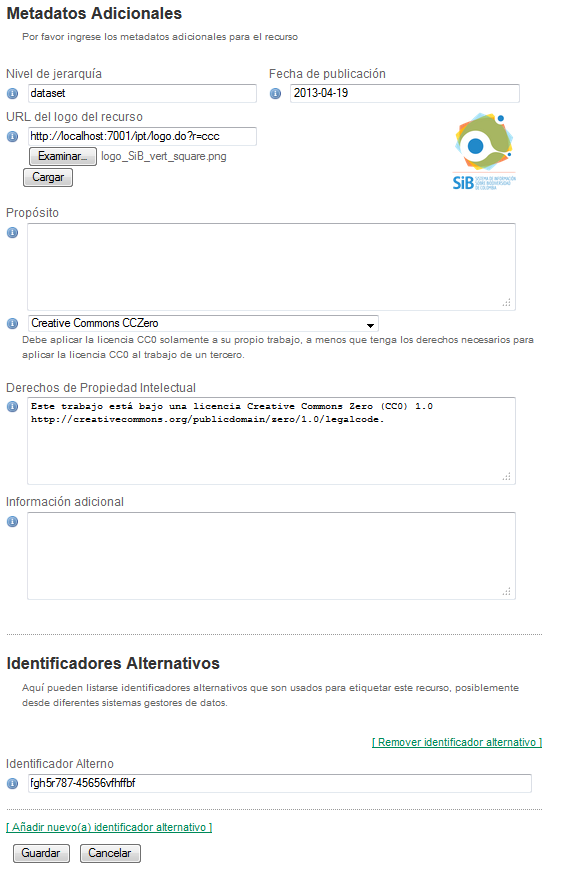 Metadatos Adicionales
Por favor ingrese los metadatos adicionales para el recurso
Nivel de jerarquía
Fecha de publicación
dataset
2013-04-19
URL del logo del recurso
http://localhost:7001/ipt/logo.do?r=ccc
Examinar... logo_SiB_vert_square.png
Cargar
SiB
SISTEMA DE INFORMACIÓN
SOBRE BIODIVERSIDAD
DE COLOMBIA
Propósito
Creative Commons CCZero
Debe aplicar la licencia CC0 solamente a su propio trabajo, a menos que tenga los derechos necesarios para
aplicar la licencia CC0 al trabajo de un tercero.
Derechos de Propiedad Intelectual
Este trabajo está bajo una licencia Creative Commons Zero (CC0) 1.0
http://creativecommons.org/publicdomain/zero/1.0/legalcode.
Información adicional
Identificadores Alternativos
Aquí pueden listarse identificadores alternativos que son usados para etiquetar este recurso, posiblemente
desde diferentes sistemas gestores de datos.
[ Remover identificador alternativo ]
Identificador Alterno
fgh5r787-45656vfhffbf
[ Añadir nuevo(a) identificador alternativo ]
Guardar Cancelar